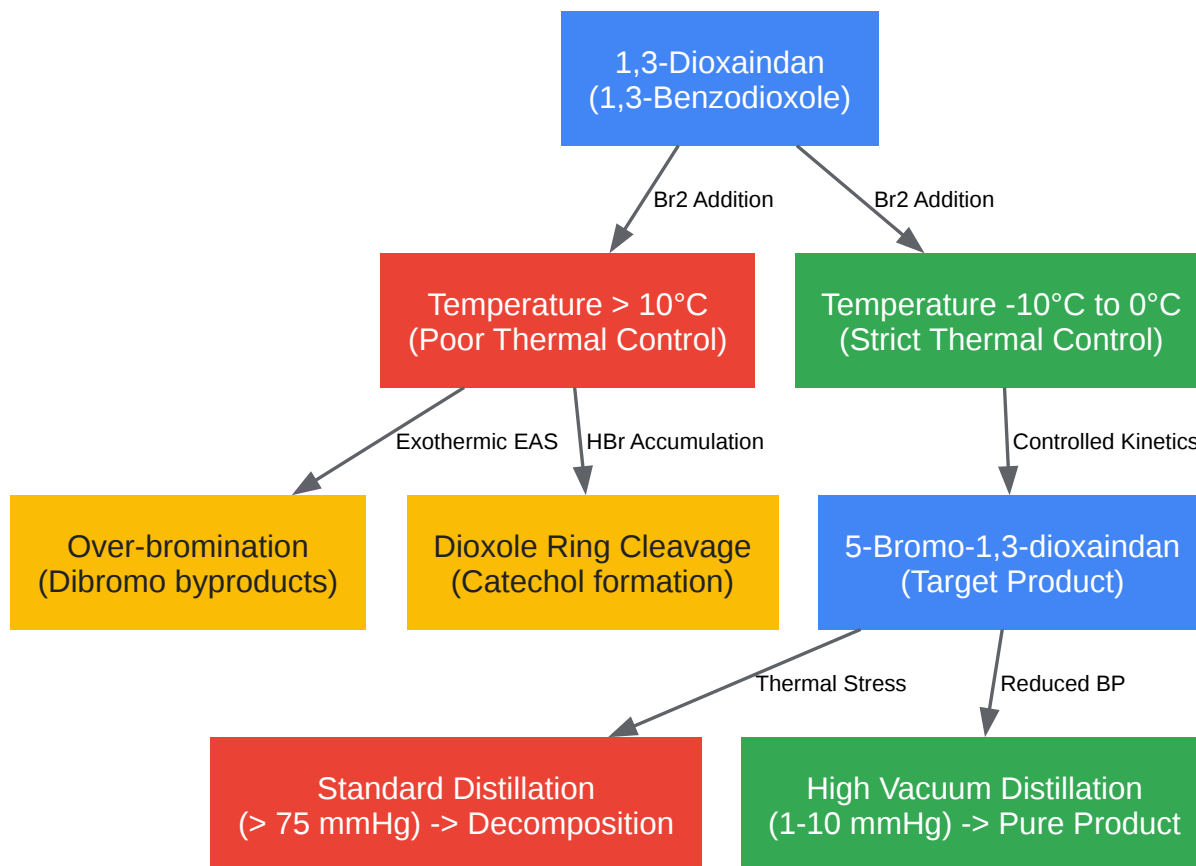 1,3-Dioxaindan
(1,3-Benzodioxole)
Br2 Addition
Br2 Addition
Temperature > 10°C
(Poor Thermal Control)
Temperature -10°C to 0°C
(Strict Thermal Control)
Exothermic EAS
HBr Accumulation
Controlled Kinetics
Over-bromination
(Dibromo byproducts)
Dioxole Ring Cleavage
(Catechol formation)
5-Bromo-1,3-dioxaindan
(Target Product)
Thermal Stress
Reduced BP
Standard Distillation
(> 75 mmHg) -> Decomposition
High Vacuum Distillation
(1-10 mmHg) -> Pure Product